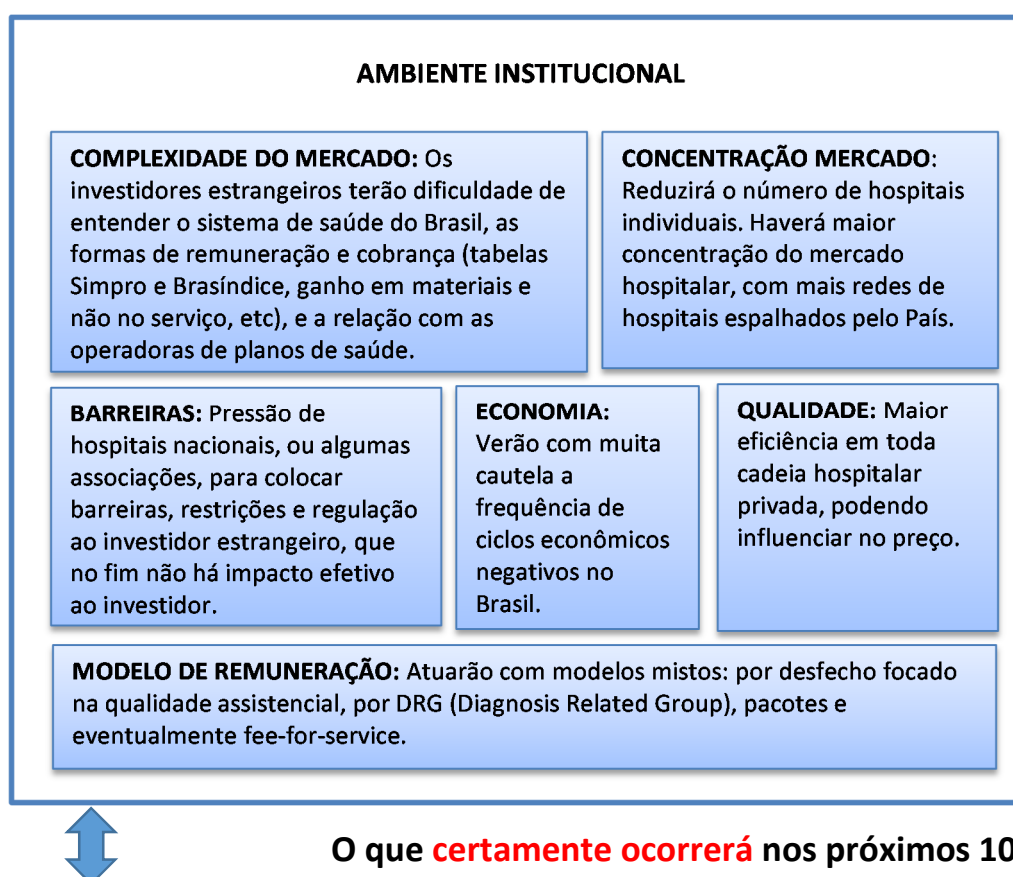 AMBIENTE INSTITUCIONAL
COMPLEXIDADE DO MERCADO: Os
investidores estrangeiros terão dificuldade de
entender o sistema de saúde do Brasil, as
formas de remuneração e cobrança (tabelas
Simpro e Brasíndice, ganho em materiais e
não no serviço, etc), e a relação com as
operadoras de planos de saúde.
CONCENTRAÇÃO MERCADO:
Reduzirá o número de hospitais
individuais. Haverá maior
concentração do mercado
hospitalar, com mais redes de
hospitais espalhados pelo País.
BARREIRAS: Pressão de
hospitais nacionais, ou algumas
associações, para colocar
barreiras, restrições e regulação
ao investidor estrangeiro, que
no fim não há impacto efetivo
ao investidor.
ECONOMIA:
Verão com muita
cautela a
frequência de
ciclos econômicos
negativos no
Brasil.
QUALIDADE: Maior
eficiência em toda
cadeia hospitalar
privada, podendo
influenciar no preço.
MODELO DE REMUNERAÇÃO: Atuarão com modelos mistos: por desfecho focado
na qualidade assistencial, por DRG (Diagnosis Related Group), pacotes e
eventualmente fee-for-service.
O que certamente ocorrerá nos próximos 10